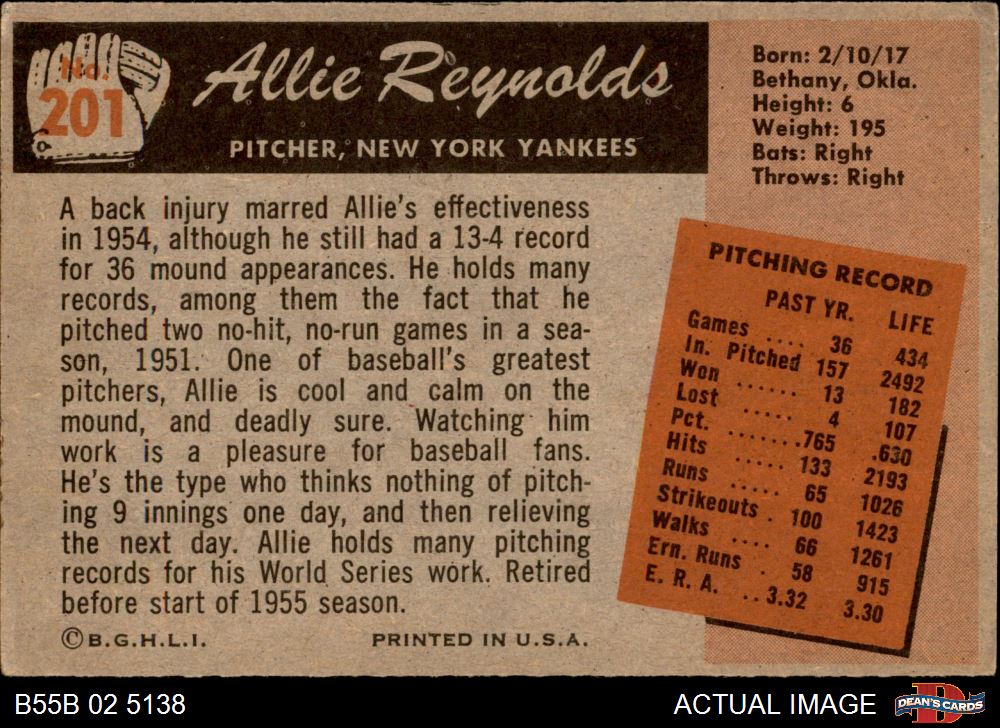 No.
201
Allie Reynolds
PITCHER, NEW YORK YANKEES
Born: 2/10/17
Bethany, Okla.
Height: 6
Weight: 195
Bats: Right
Throws: Right
A back injury marred Allie's effectiveness
in 1954, although he still had a 13-4 record
for 36 mound appearances. He holds many
records, among them the fact that he
pitched two no-hit, no-run games in a sea-
son, 1951. One of baseball's greatest
pitchers, Allie is cool and calm on the
mound, and deadly sure. Watching him
work is a pleasure for baseball fans.
He's the type who thinks nothing of pitch-
ing 9 innings one day, and then relieving
the next day. Allie holds many pitching
records for his World Series work. Retired
before start of 1955 season.
PITCHING RECORD
PAST YR. LIFE
Games .... 36 434
In. Pitched 157 2492
Won ...... 13 182
Lost ..... 4 107
Pct. .......765 .630
Hits ..... 133 2193
Runs ..... 65 1026
Strikeouts . 100 1423
Walks .... 66 1261
Ern. Runs . 58 915
E. R. A. ..3.32 3.30
©B.G.H.L.I. PRINTED IN U.S.A.
B55B 02 5138 ACTUAL IMAGE DEAN'S CARDS